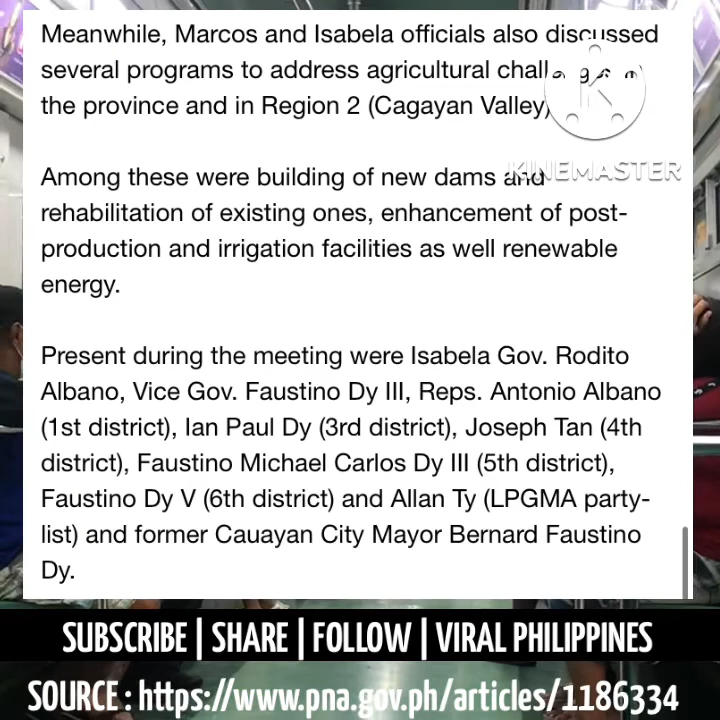 Meanwhile, Marcos and Isabela officials also discussed
several programs to address agricultural challenges in
the province and in Region 2 (Cagayan Valley).
KINEMASTER
Among these were building of new dams and
rehabilitation of existing ones, enhancement of post-
production and irrigation facilities as well renewable
energy.
Present during the meeting were Isabela Gov. Rodito
Albano, Vice Gov. Faustino Dy III, Reps. Antonio Albano
(1st district), Ian Paul Dy (3rd district), Joseph Tan (4th
district), Faustino Michael Carlos Dy III (5th district),
Faustino Dy V (6th district) and Allan Ty (LPGMA party-
list) and former Cauayan City Mayor Bernard Faustino
Dy.
SUBSCRIBE | SHARE | FOLLOW | VIRAL PHILIPPINES
SOURCE : https://www.pna.gov.ph/articles/1186334